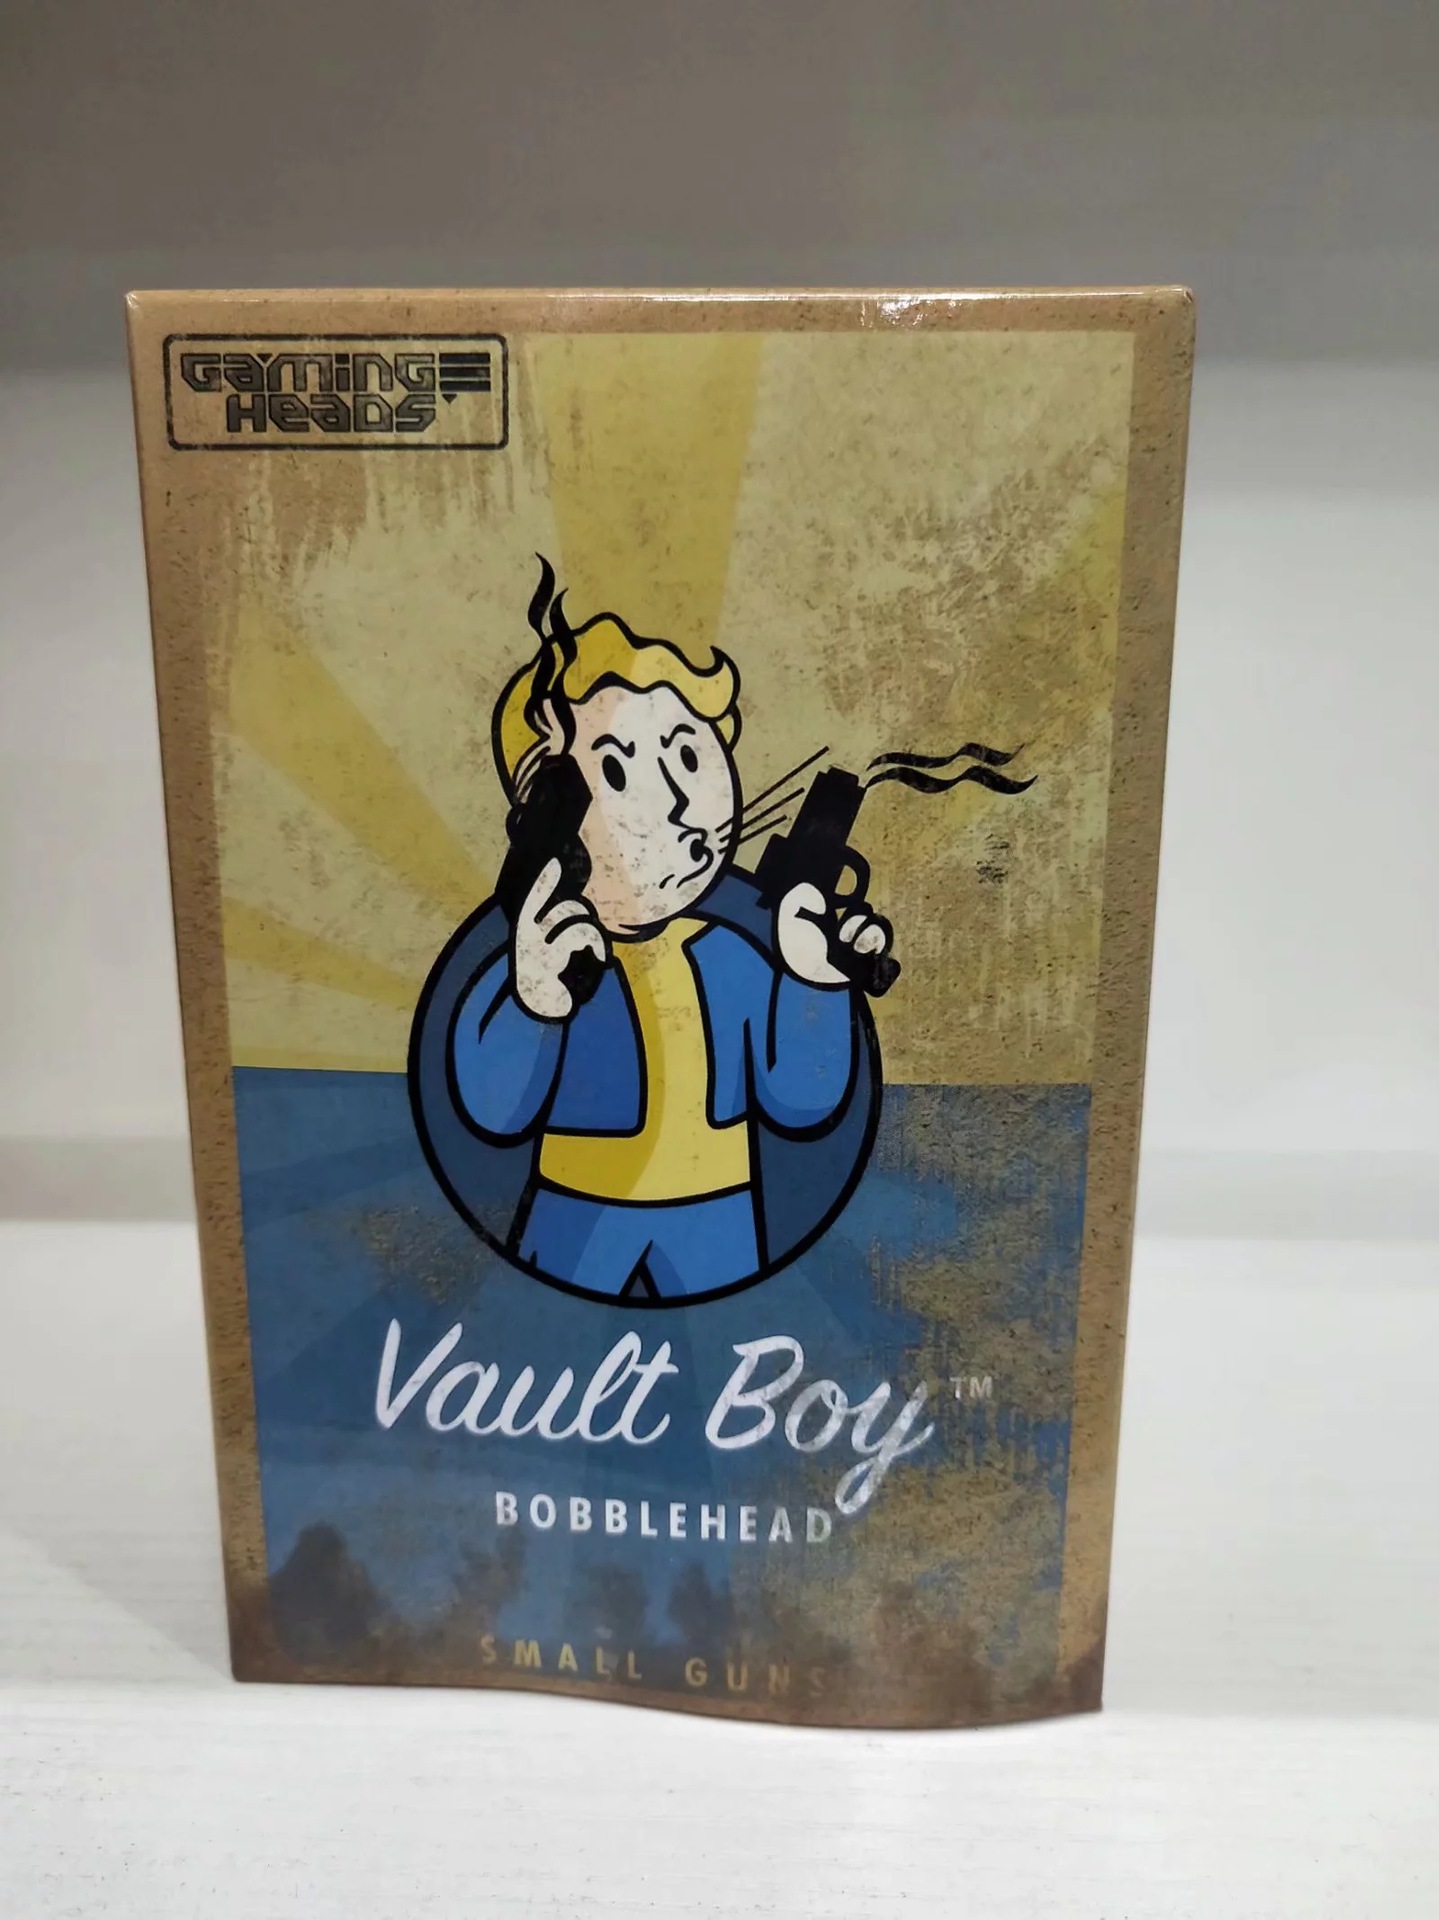 GAMING
HEADS
Vault Boy™
BOBBLEHEAD
SMALL GUNS